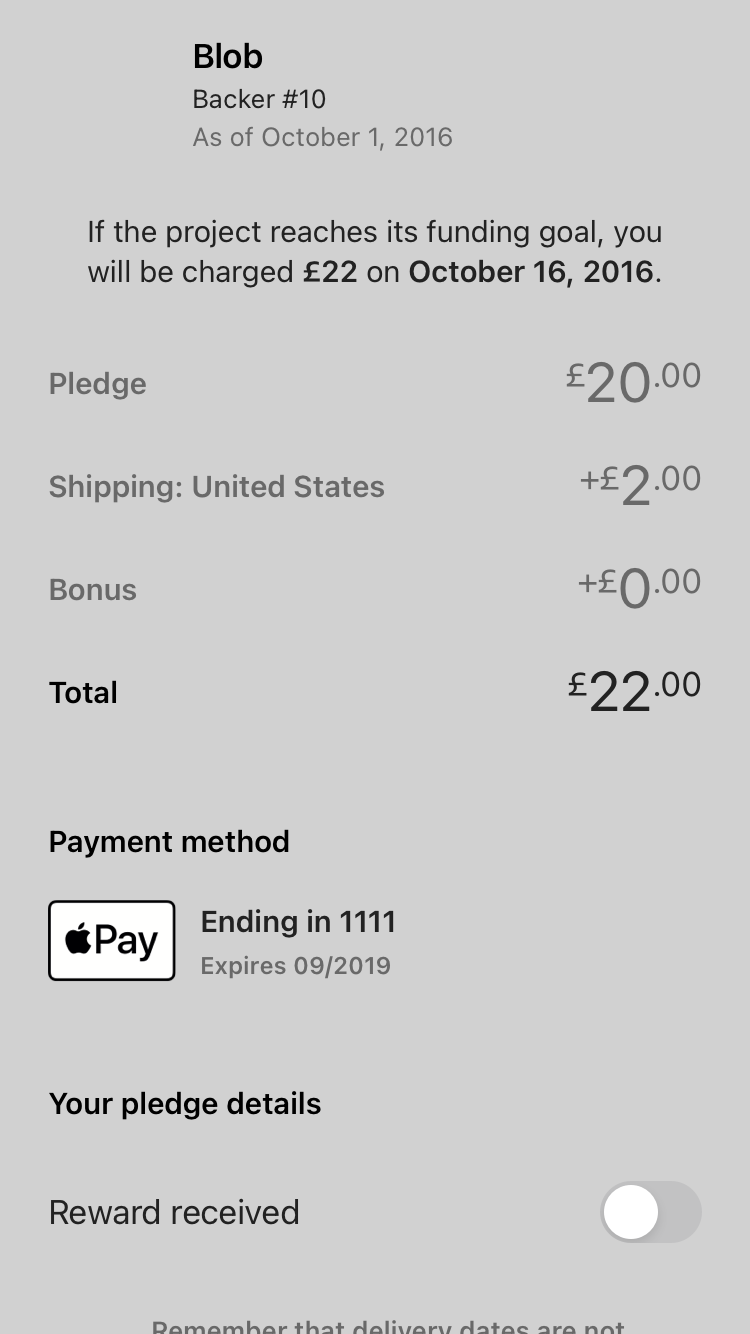 Blob
Backer #10
As of October 1, 2016
If the project reaches its funding goal, you
will be charged £22 on October 16, 2016.
Pledge £20.00
Shipping: United States +£2.00
Bonus +£0.00
Total £22.00
Payment method
Pay
Ending in 1111
Expires 09/2019
Your pledge details
Reward received
Remember that delivery dates are not